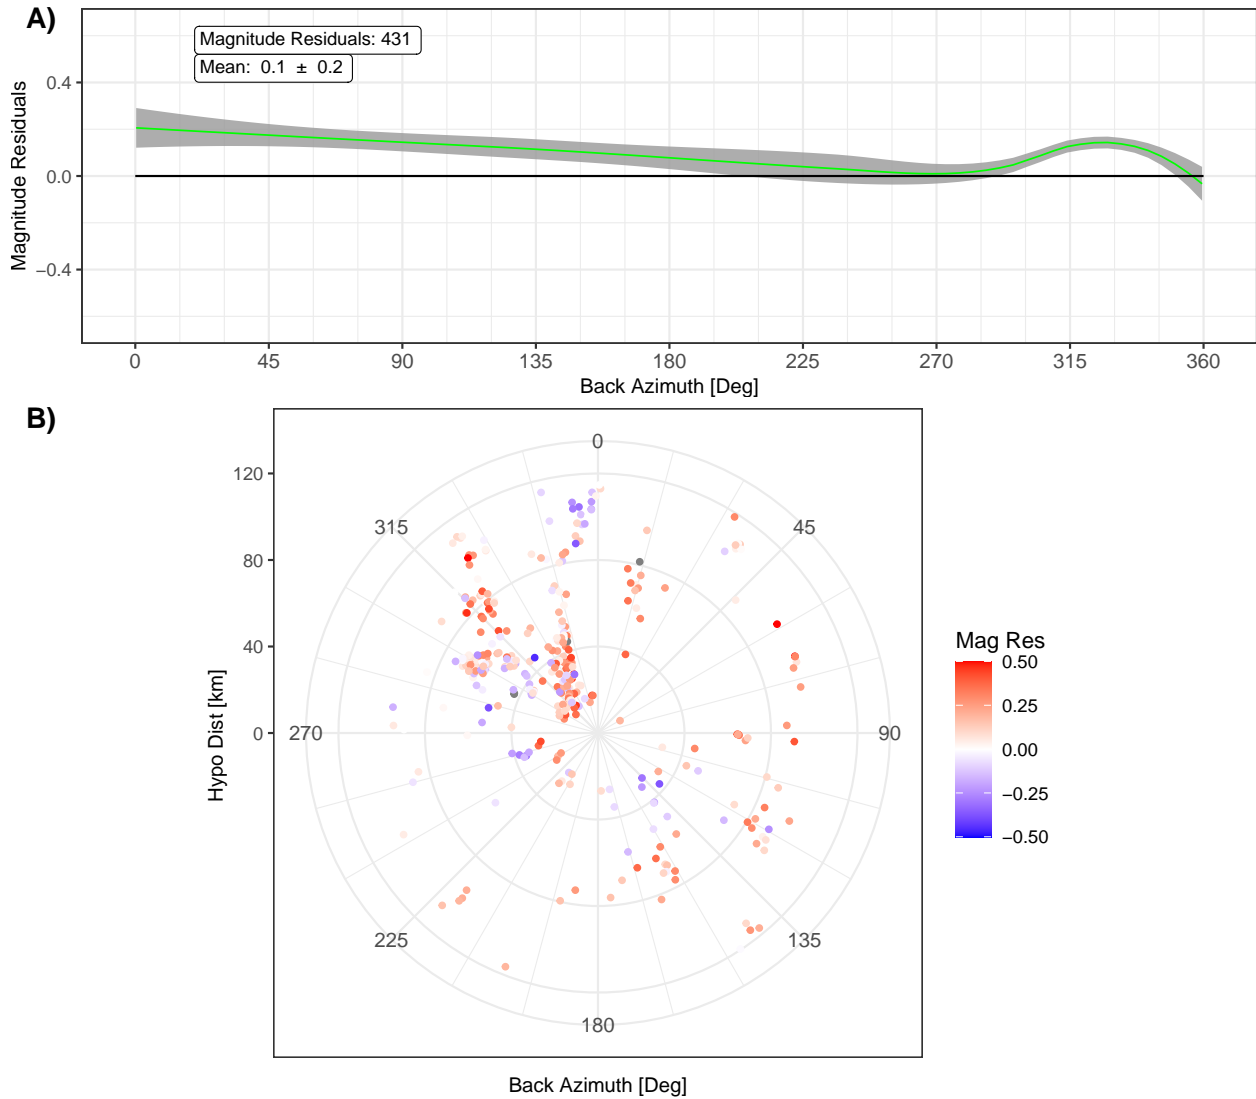 A)
Magnitude Residuals: 431
Mean: 0.1 ± 0.2
Magnitude Residuals
0.4
0.0
−0.4
0 45 90 135 180 225 270 315 360
Back Azimuth [Deg]
B)
Hypo Dist [km]
120
80
40
0
0
45
90
135
180
225
270
315
Back Azimuth [Deg]
Mag Res
0.50
0.25
0.00
−0.25
−0.50